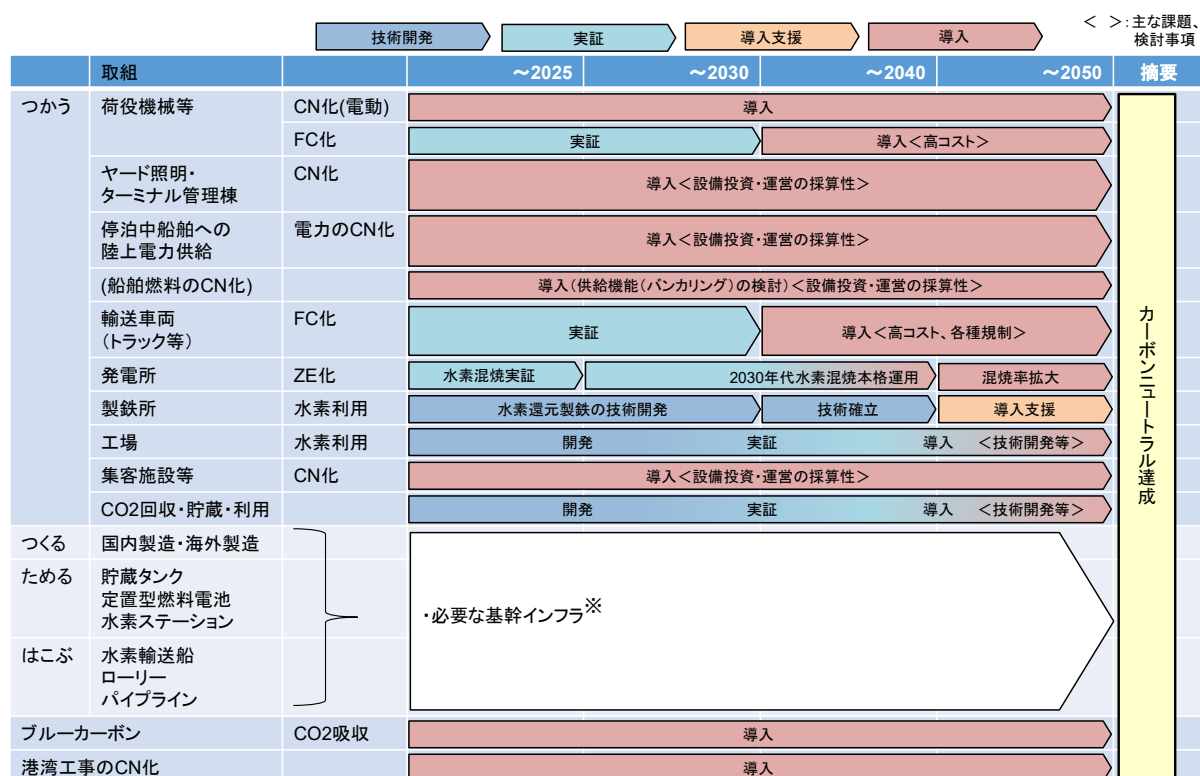 技術開発 実証 導入支援 導入
< >:主な課題、
検討事項
取組 ~2025 ~2030 ~2040 ~2050 摘要
つかう 荷役機械等 CN化(電動) 導入
FC化 実証 導入<高コスト>
ヤード照明・
ターミナル管理棟
CN化 導入<設備投資・運営の採算性>
停泊中船舶への
陸上電力供給
電力のCN化 導入<設備投資・運営の採算性>
(船舶燃料のCN化) 導入(供給機能(バンカリング)の検討)<設備投資・運営の採算性>
輸送車両
(トラック等)
FC化 実証 導入<高コスト、各種規制>
発電所 ZE化 水素混焼実証 2030年代水素混焼本格運用 混焼率拡大
製鉄所 水素利用 水素還元製鉄の技術開発 技術確立 導入支援
工場 水素利用 開発 実証 導入 <技術開発等>
集客施設等 CN化 導入<設備投資・運営の採算性>
CO2回収・貯蔵・利用 開発 実証 導入 <技術開発等>
つくる 国内製造・海外製造
ためる 貯蔵タンク
定置型燃料電池
水素ステーション
・必要な基幹インフラ※
はこぶ 水素輸送船
ローリー
パイプライン
ブルーカーボン CO2吸収 導入
港湾工事のCN化 導入
カーボンニュートラル達成